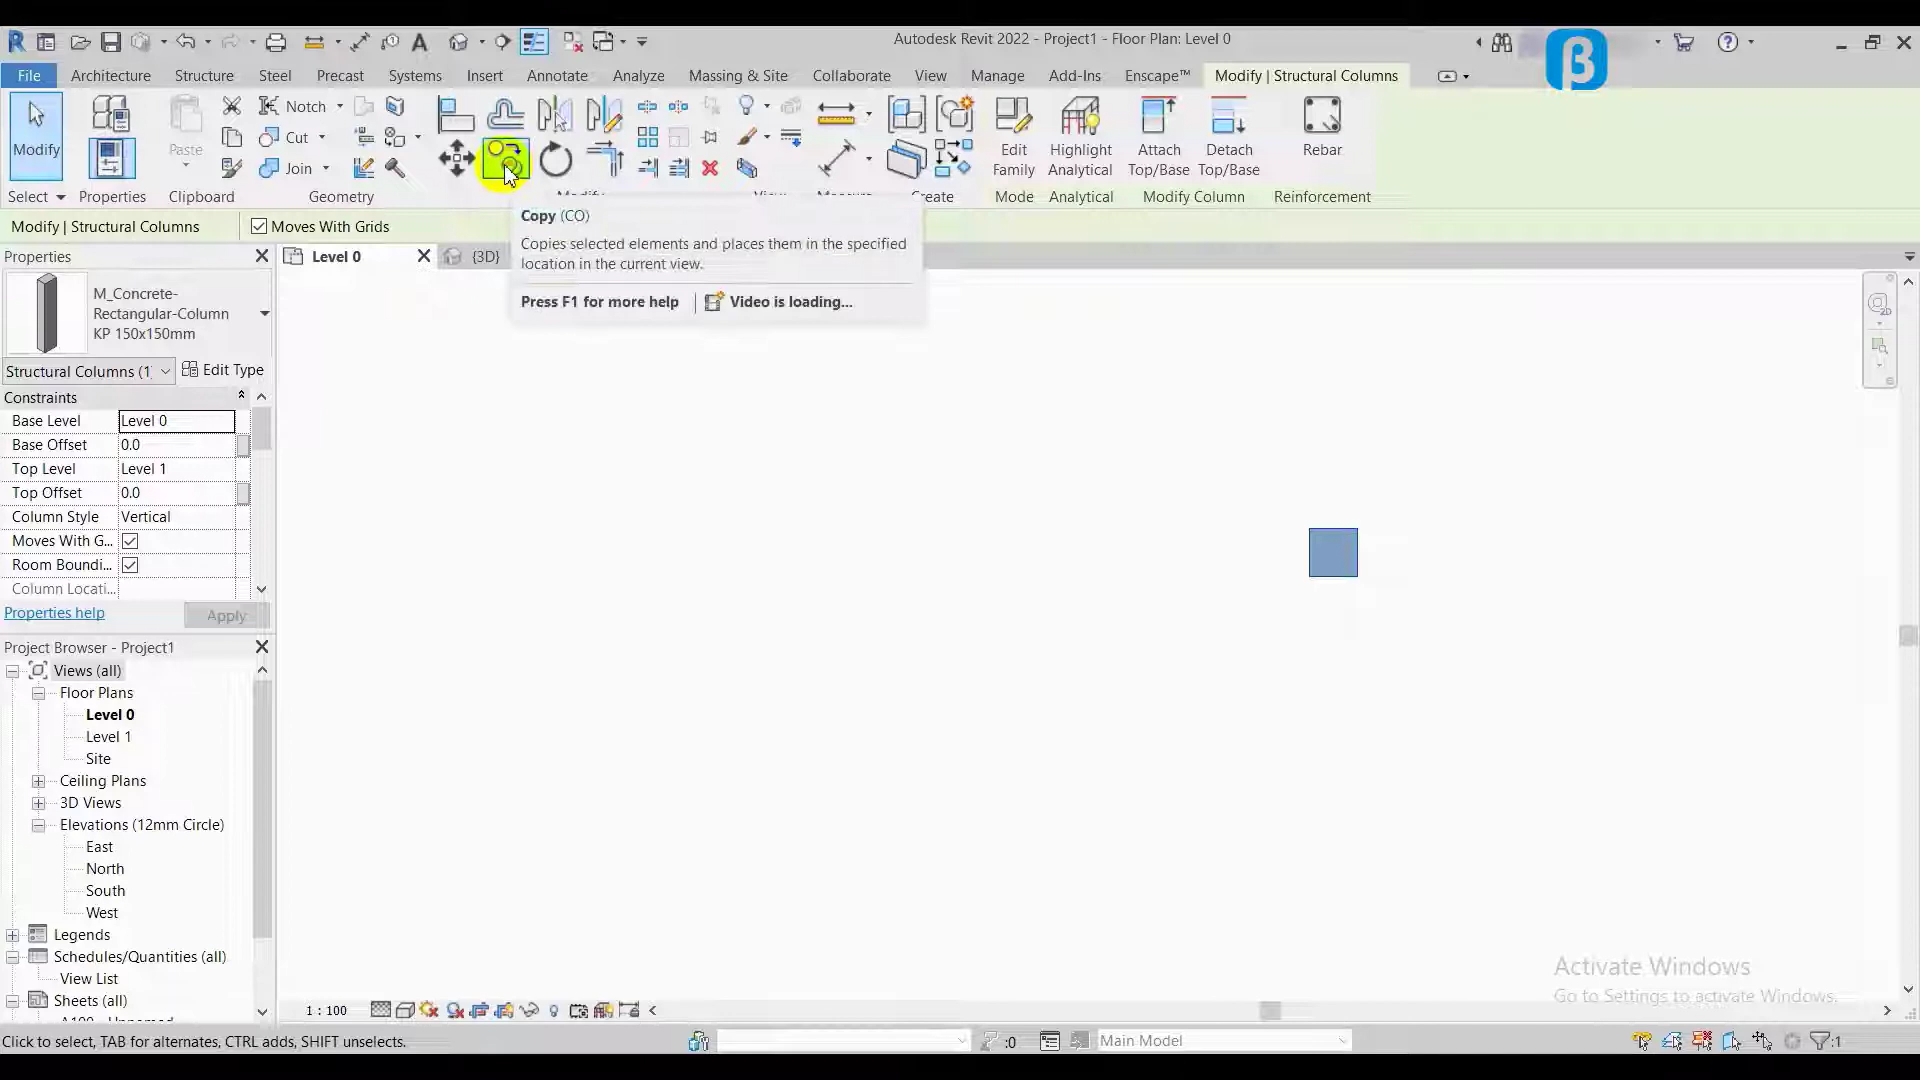 Autodesk Revit 2022 - Project1 - Floor Plan: Level 0
File Architecture Structure Steel Precast Systems Insert Annotate Analyze Massing & Site Collaborate View Manage Add-Ins Enscape™ Modify | Structural Columns
Modify
Paste
Notch
Cut
Join
Edit Family
Highlight Analytical
Attach Top/Base
Detach Top/Base
Rebar
Select Properties Clipboard Geometry Create Mode Analytical Modify Column Reinforcement
Modify | Structural Columns Moves With Grids
Copy (CO)
Copies selected elements and places them in the specified
location in the current view.
Press F1 for more help Video is loading...
Properties
Level 0
{3D}
M_Concrete-
Rectangular-Column
KP 150x150mm
Structural Columns (1 Edit Type
Constraints
Base Level Level 0
Base Offset 0.0
Top Level Level 1
Top Offset 0.0
Column Style Vertical
Moves With G...
Room Boundi...
Column Locati...
Properties help Apply
Project Browser - Project1
Views (all)
Floor Plans
Level 0
Level 1
Site
Ceiling Plans
3D Views
Elevations (12mm Circle)
East
North
South
West
Legends
Schedules/Quantities (all)
View List
Sheets (all)
1 : 100
Activate Windows
Go to Settings to activate Windows.
Click to select, TAB for alternates, CTRL adds, SHIFT unselects. :0 Main Model :1